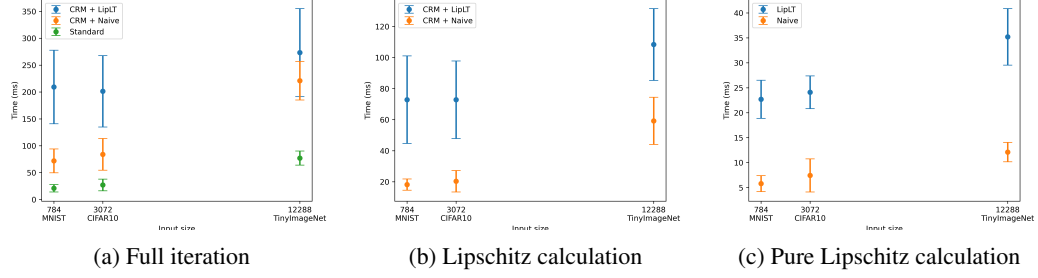 CRM + LipLT
CRM + Naive
Standard
350
300
250
200
150
100
50
0
Time (ms)
784
MNIST
3072
CIFAR10
12288
TinyImageNet
Input size
(a) Full iteration
CRM + LipLT
CRM + Naive
120
100
80
60
40
20
Time (ms)
784
MNIST
3072
CIFAR10
12288
TinyImageNet
Input size
(b) Lipschitz calculation
LipLT
Naive
40
35
30
25
20
15
10
5
Time (ms)
784
MNIST
3072
CIFAR10
12288
TinyImageNet
Input size
(c) Pure Lipschitz calculation